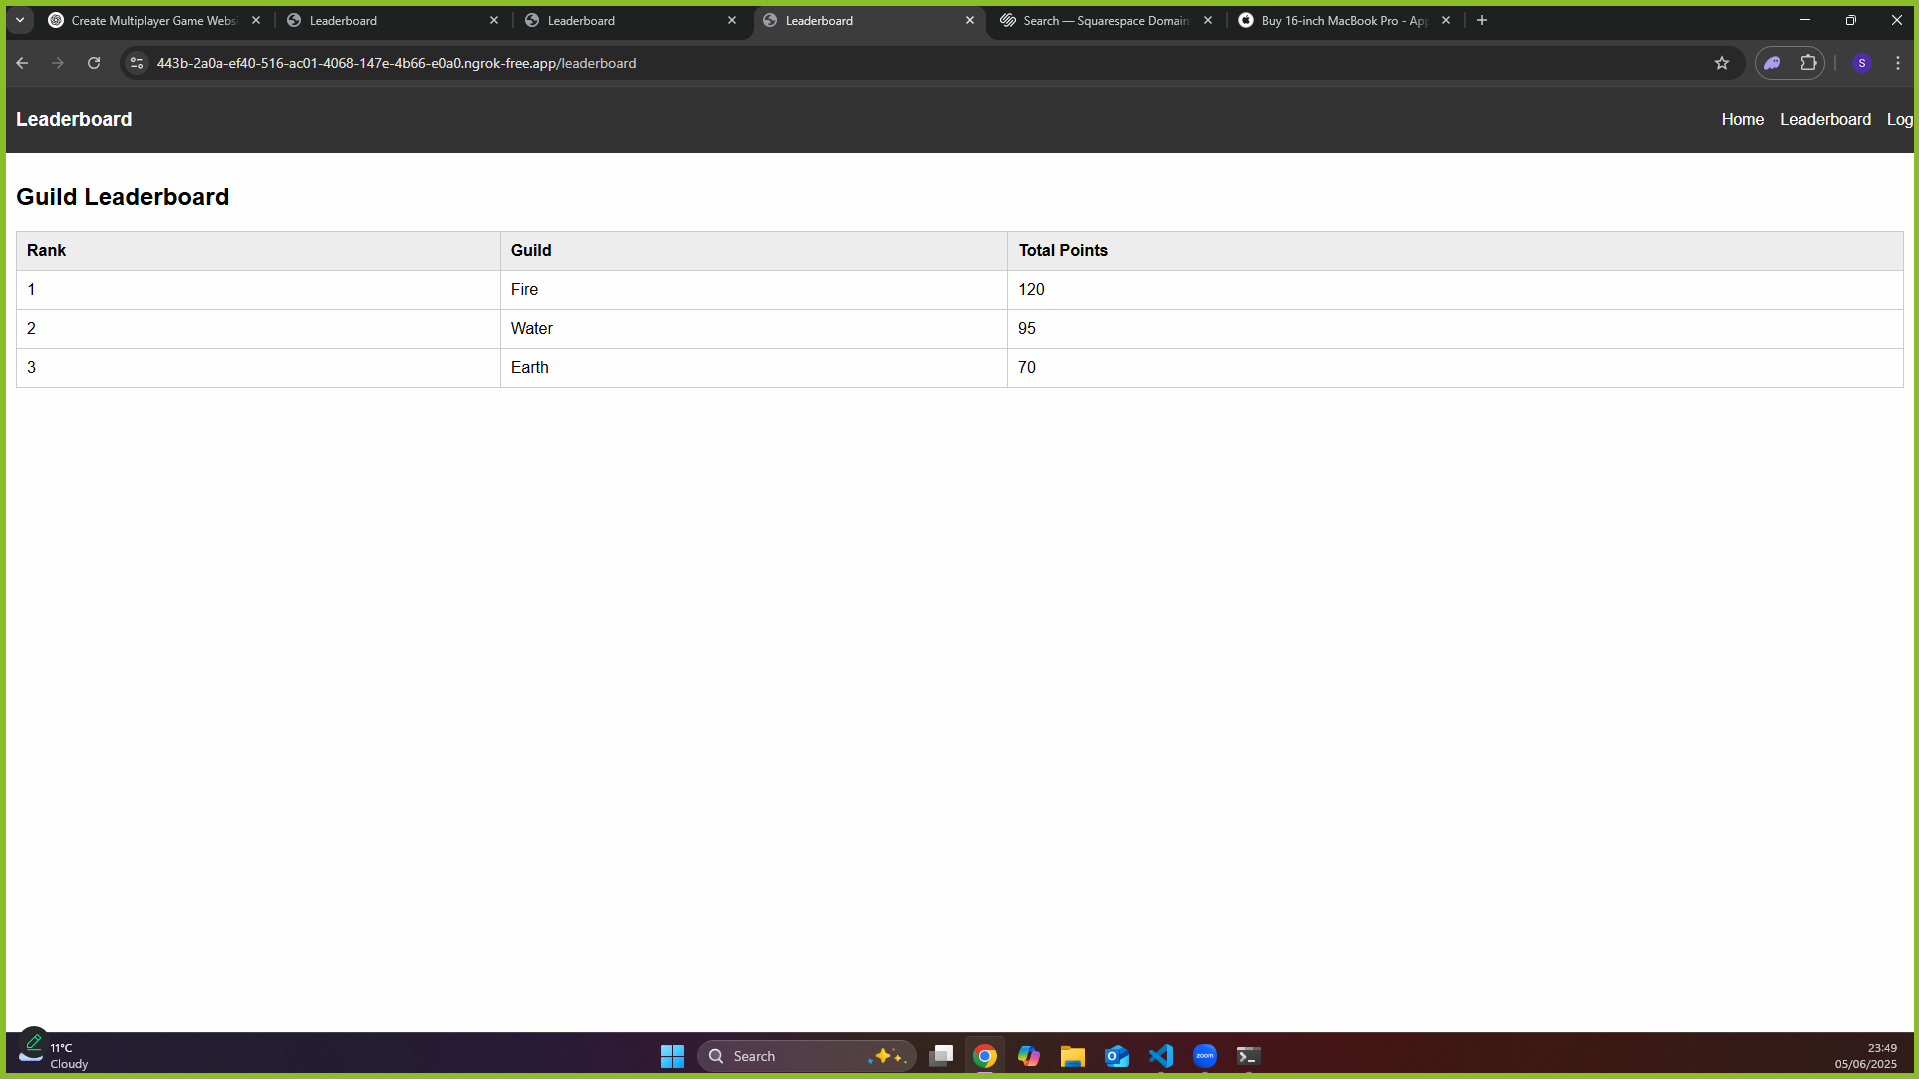 Create Multiplayer Game Websi
Leaderboard
Leaderboard
Leaderboard
Search — Squarespace Domain
Buy 16-inch MacBook Pro - App
443b-2a0a-ef40-516-ac01-4068-147e-4b66-e0a0.ngrok-free.app/leaderboard
S
Leaderboard
Home Leaderboard Log
Guild Leaderboard
Rank Guild Total Points
1 Fire 120
2 Water 95
3 Earth 70
11°C
Cloudy
Search
zoom
23:49
05/06/2025